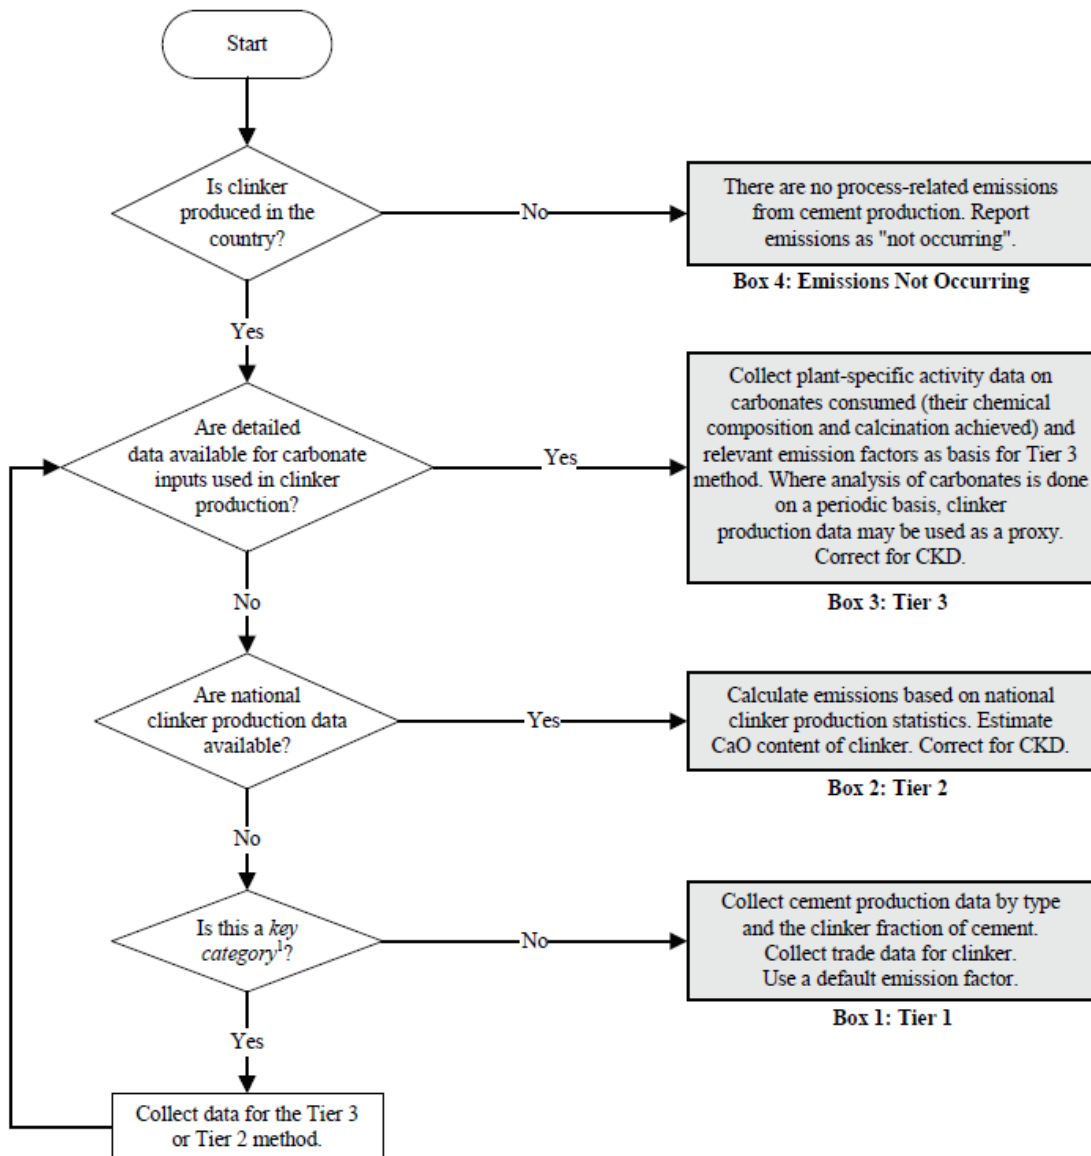 Start
Is clinker
produced in the
country?
No
There are no process-related emissions
from cement production. Report
emissions as "not occurring".
Box 4: Emissions Not Occurring
Yes
Are detailed
data available for carbonate
inputs used in clinker
production?
Yes
Collect plant-specific activity data on
carbonates consumed (their chemical
composition and calcination achieved) and
relevant emission factors as basis for Tier 3
method. Where analysis of carbonates is done
on a periodic basis, clinker
production data may be used as a proxy.
Correct for CKD.
Box 3: Tier 3
No
Are national
clinker production data
available?
Yes
Calculate emissions based on national
clinker production statistics. Estimate
CaO content of clinker. Correct for CKD.
Box 2: Tier 2
No
Is this a key
category¹?
No
Collect cement production data by type
and the clinker fraction of cement.
Collect trade data for clinker.
Use a default emission factor.
Box 1: Tier 1
Yes
Collect data for the Tier 3
or Tier 2 method.